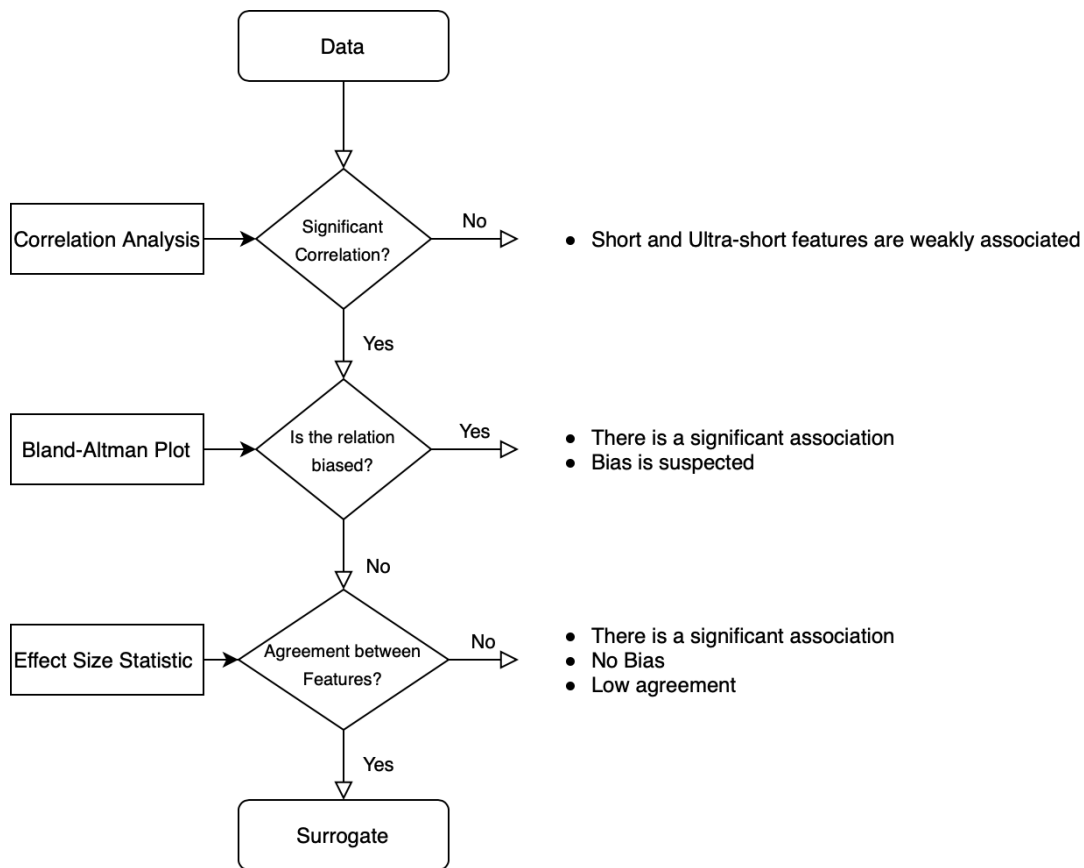 Data
Correlation Analysis
Significant
Correlation?
No
• Short and Ultra-short features are weakly associated
Yes
Bland-Altman Plot
Is the relation
biased?
Yes
• There is a significant association
• Bias is suspected
No
Effect Size Statistic
Agreement between
Features?
No
• There is a significant association
• No Bias
• Low agreement
Yes
Surrogate